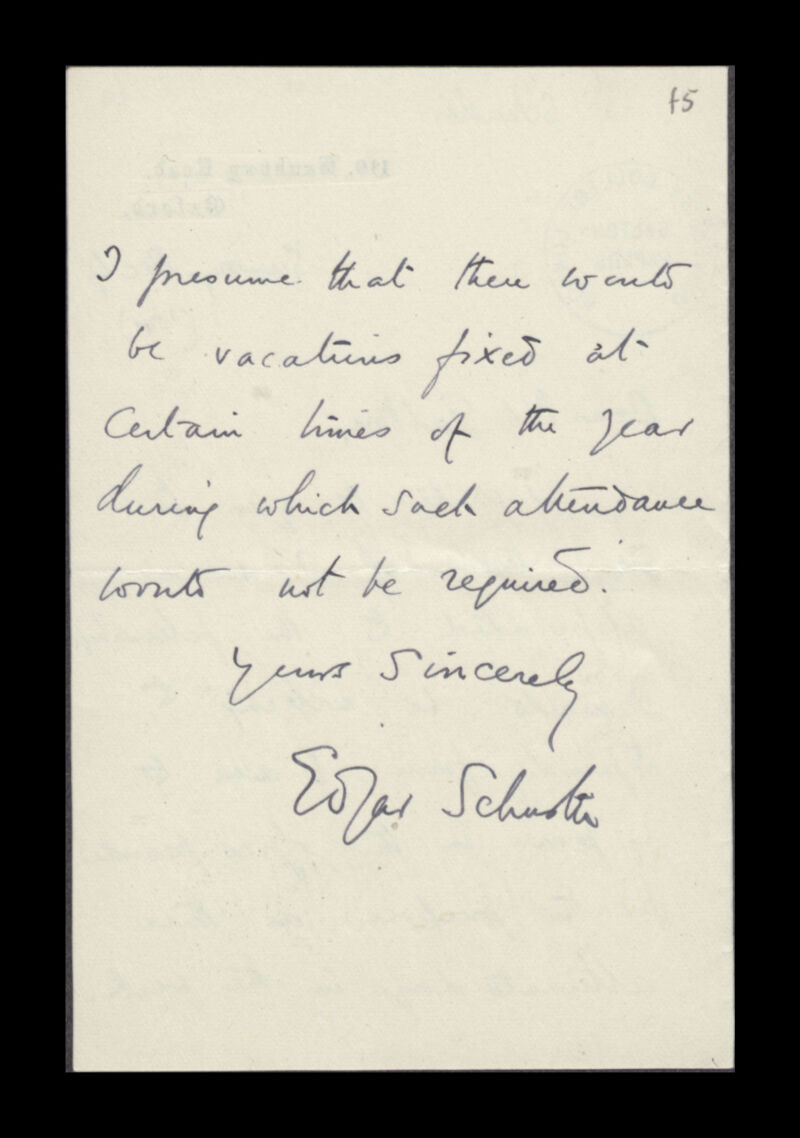 f5
I presume that there would
be vacations fixed at
certain times of the year
during which such attendance
would not be required.
Yours Sincerely
Edgar Schuster